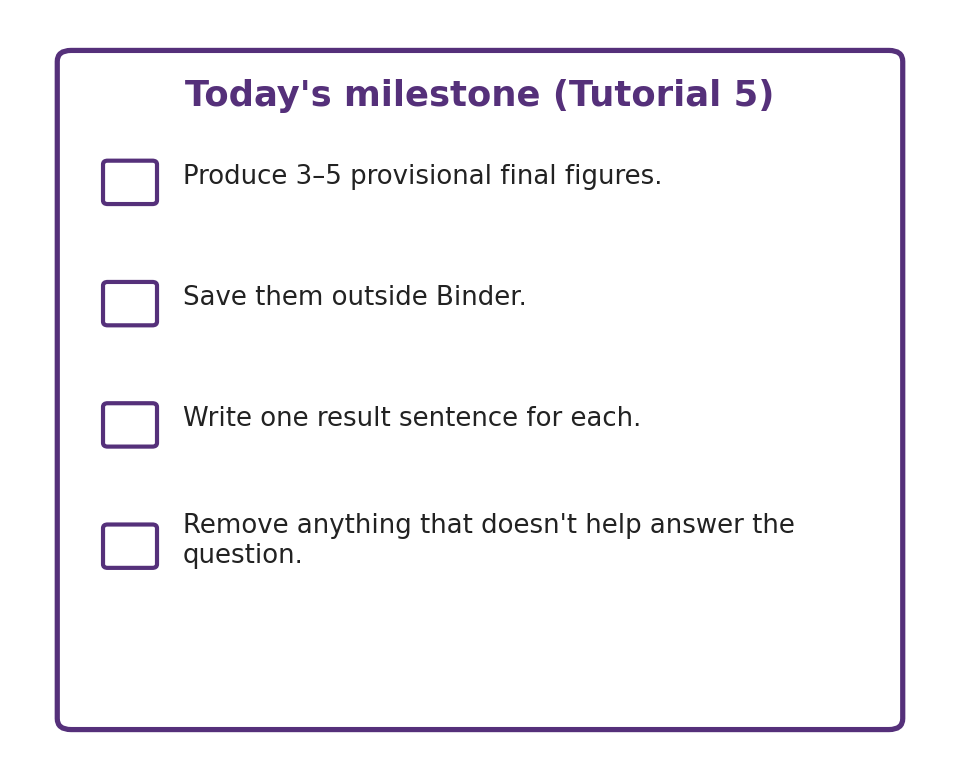 Today's milestone (Tutorial 5)
Produce 3–5 provisional final figures.
Save them outside Binder.
Write one result sentence for each.
Remove anything that doesn't help answer the
question.